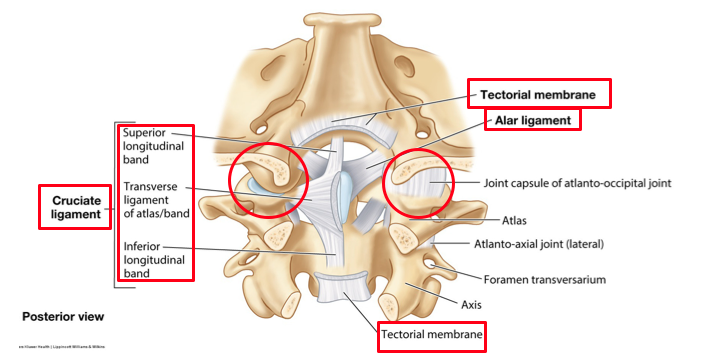 Tectorial membrane
Alar ligament
Superior
longitudinal
band
Transverse
ligament
of atlas/band
Cruciate
ligament
Inferior
longitudinal
band
Joint capsule of atlanto-occipital joint
Atlas
Atlanto-axial joint (lateral)
Foramen transversarium
Axis
Posterior view
Tectorial membrane
Health | Lippincott Williams & Wilkins